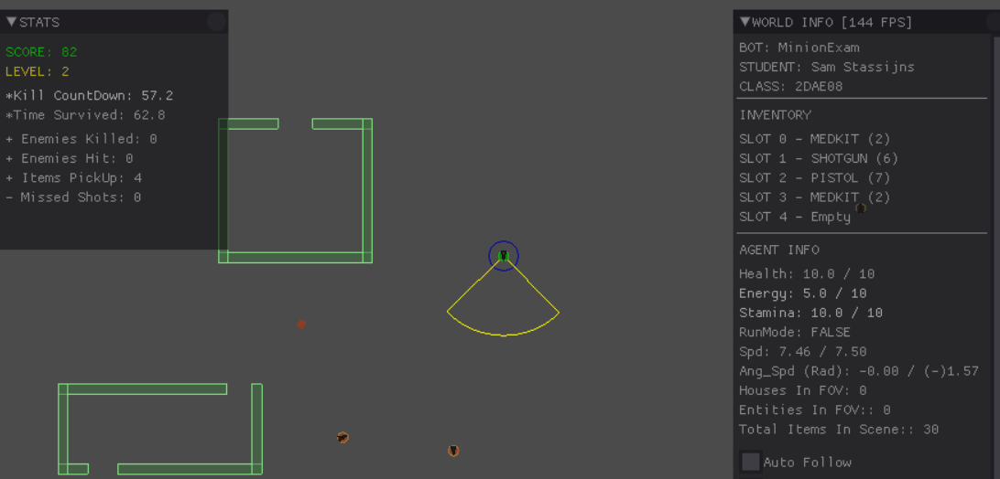 STATS
SCORE: 82
LEVEL: 2
*Kill CountDown: 57.2
*Time Survived: 62.8
+ Enemies Killed: 0
+ Enemies Hit: 0
+ Items PickUp: 4
- Missed Shots: 0
WORLD INFO [144 FPS]
BOT: MinionExam
STUDENT: Sam Stassijns
CLASS: 2DAE08
INVENTORY
SLOT 0 - MEDKIT (2)
SLOT 1 - SHOTGUN (6)
SLOT 2 - PISTOL (7)
SLOT 3 - MEDKIT (2)
SLOT 4 - Empty
AGENT INFO
Health: 10.0 / 10
Energy: 5.0 / 10
Stamina: 10.0 / 10
RunMode: FALSE
Spd: 7.46 / 7.50
Ang_Spd (Rad): -0.00 / (-)1.57
Houses In FOV: 0
Entities In FOV:: 0
Total Items In Scene:: 30
Auto Follow